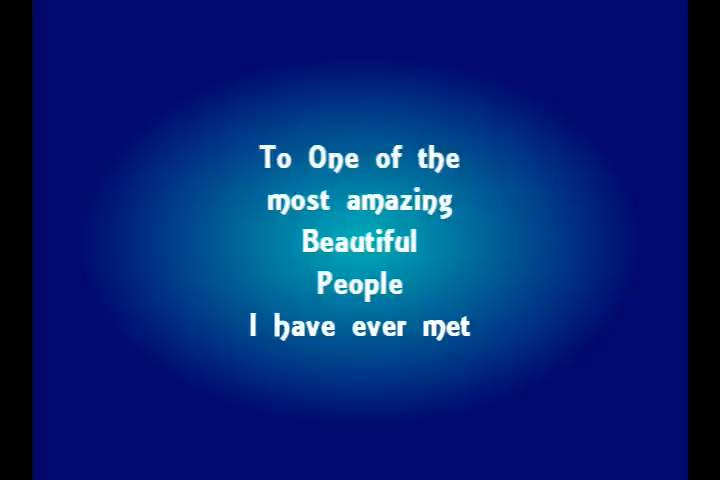 To One of the
most amazing
Beautiful
People
I have ever met